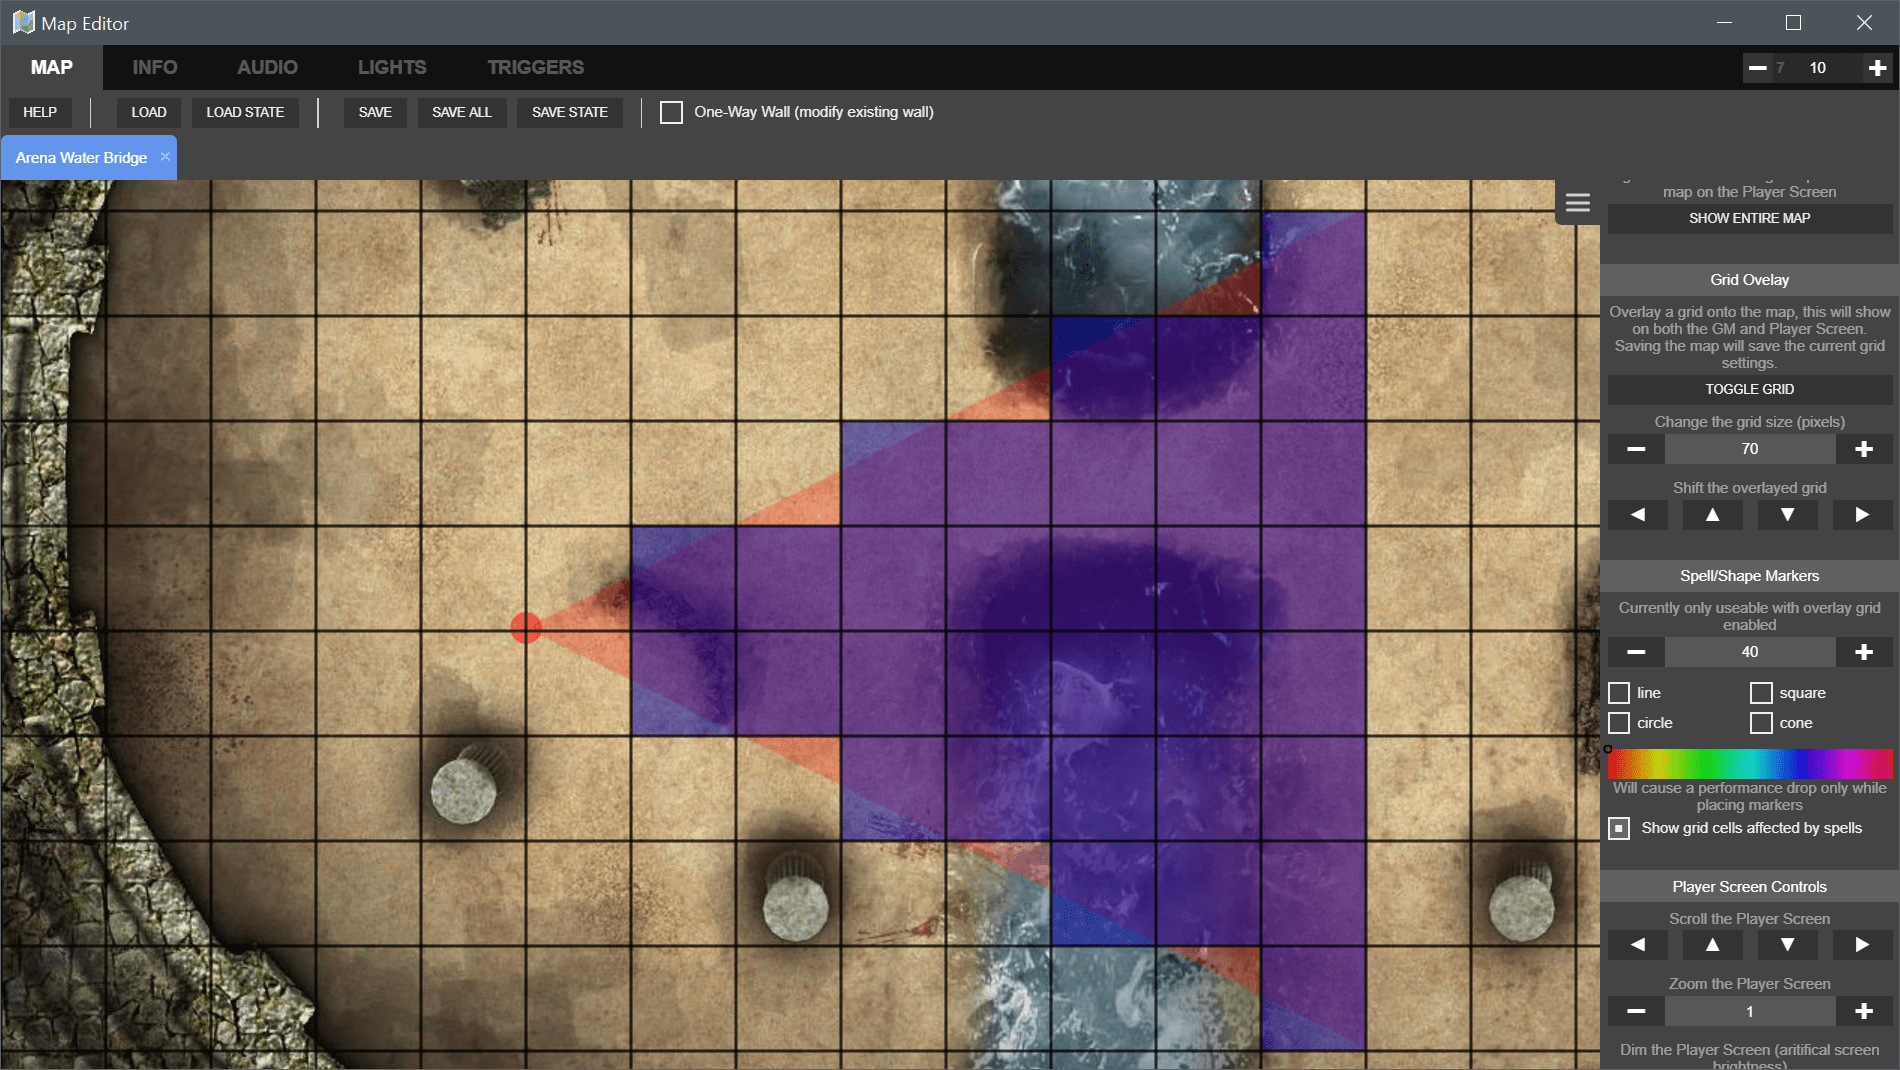 Map Editor
MAP INFO AUDIO LIGHTS TRIGGERS
7 10
HELP LOAD LOAD STATE SAVE SAVE ALL SAVE STATE One-Way Wall (modify existing wall)
Arena Water Bridge
map on the Player Screen
SHOW ENTIRE MAP
Grid Ovelay
Overlay a grid onto the map, this will show
on both the GM and Player Screen.
Saving the map will save the current grid
settings.
TOGGLE GRID
Change the grid size (pixels)
70
Shift the overlayed grid
Spell/Shape Markers
Currently only useable with overlay grid
enabled
40
line square
circle cone
Will cause a performance drop only while
placing markers
Show grid cells affected by spells
Player Screen Controls
Scroll the Player Screen
Zoom the Player Screen
1
Dim the Player Screen (aritifical screen
brightness)